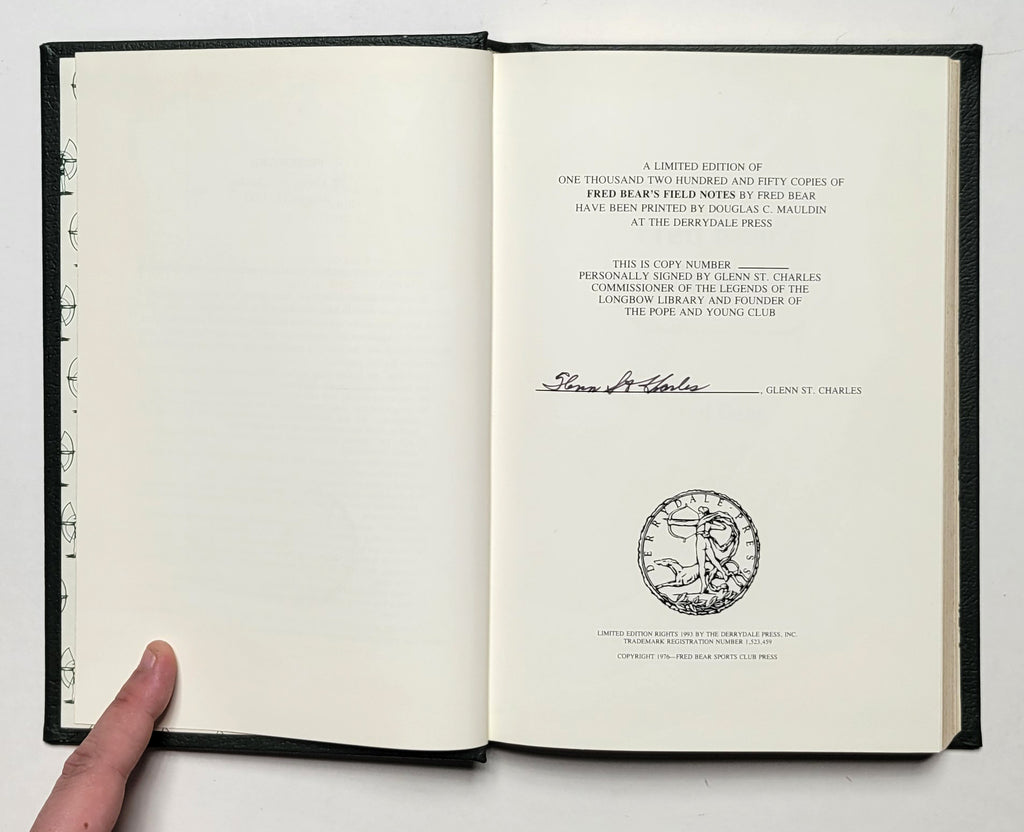 A LIMITED EDITION OF
ONE THOUSAND TWO HUNDRED AND FIFTY COPIES OF
FRED BEAR'S FIELD NOTES BY FRED BEAR
HAVE BEEN PRINTED BY DOUGLAS C. MAULDIN
AT THE DERRYDALE PRESS
THIS IS COPY NUMBER ________
PERSONALLY SIGNED BY GLENN ST. CHARLES
COMMISSIONER OF THE LEGENDS OF THE
LONGBOW LIBRARY AND FOUNDER OF
THE POPE AND YOUNG CLUB
Glenn St Charles, GLENN ST. CHARLES
DERRYDALE PRESS
LIMITED EDITION RIGHTS 1993 BY THE DERRYDALE PRESS, INC.
TRADEMARK REGISTRATION NUMBER 1,523,459
COPYRIGHT 1976—FRED BEAR SPORTS CLUB PRESS